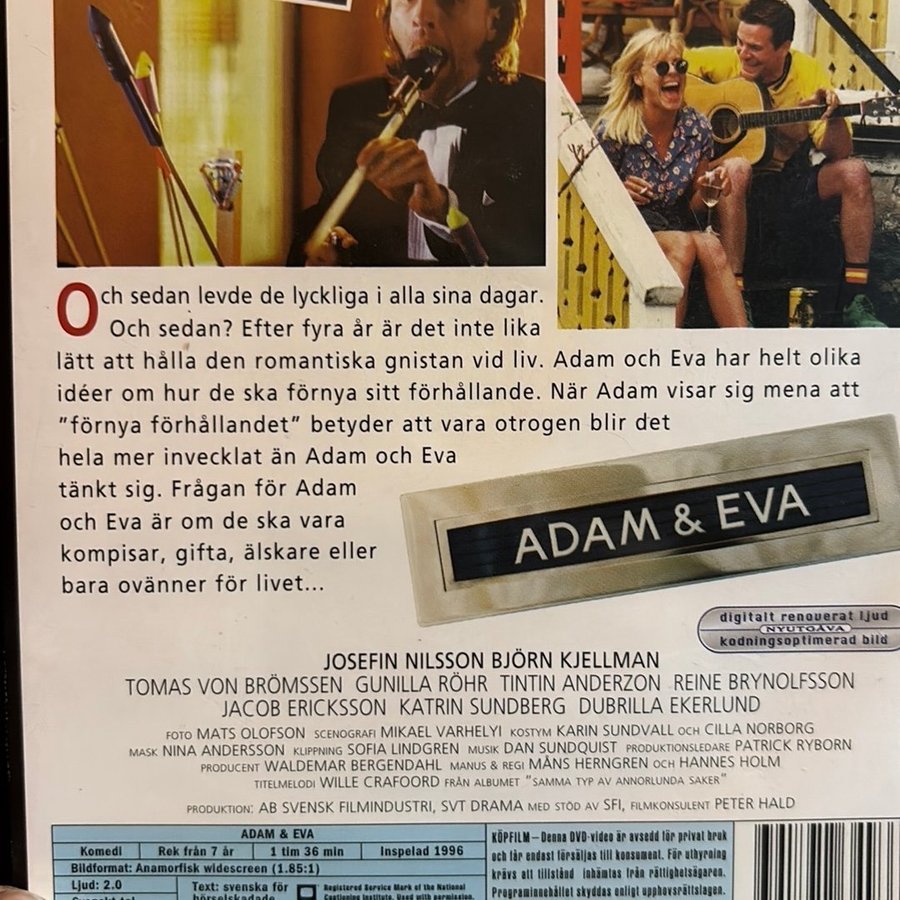 Och sedan levde de lyckliga i alla sina dagar.
Och sedan? Efter fyra år är det inte lika
lätt att hålla den romantiska gnistan vid liv. Adam och Eva har helt olika
idéer om hur de ska förnya sitt förhållande. När Adam visar sig mena att
"förnya förhållandet" betyder att vara otrogen blir det
hela mer invecklat än Adam och Eva
tänkt sig. Frågan för Adam
och Eva är om de ska vara
kompisar, gifta, älskare eller
bara ovänner för livet...
ADAM & EVA
digitalt renoverat ljud
NYUTGÅVA
kodningsoptimerad bild
JOSEFIN NILSSON BJÖRN KJELLMAN
TOMAS VON BRÖMSSEN GUNILLA RÖHR TINTIN ANDERZON REINE BRYNOLFSSON
JACOB ERICKSSON KATRIN SUNDBERG DUBRILLA EKERLUND
FOTO MATS OLOFSON SCENOGRAFI MIKAEL VARHELYI KOSTYM KARIN SUNDVALL OCH CILLA NORBORG
MASK NINA ANDERSSON KLIPPNING SOFIA LINDGREN MUSIK DAN SUNDQUIST PRODUKTIONSLEDARE PATRICK RYBORN
PRODUCENT WALDEMAR BERGENDAHL MANUS & REGI MÅNS HERNGREN OCH HANNES HOLM
TITELMELODI WILLE CRAFOORD FRÅN ALBUMET "SAMMA TYP AV ANNORLUNDA SAKER"
PRODUKTION: AB SVENSK FILMINDUSTRI, SVT DRAMA MED STÖD AV SFI, FILMKONSULENT PETER HALD
ADAM & EVA
Komedi Rek från 7 år 1 tim 36 min Inspelad 1996
Bildformat: Anamorfisk widescreen (1.85:1)
Ljud: 2.0
Svenskt tal
Text: svenska för
hörselskadade
Registered Service Mark of the National
Captioning Institute. Used with permission.
KÖPFILM – Denna DVD-video är avsedd för privat bruk
och får endast försäljas till konsument. För uthyrning
krävs att tillstånd inhämtas från rättighetsägaren.
Programinnehållet skyddas enligt upphovsrättslagen.